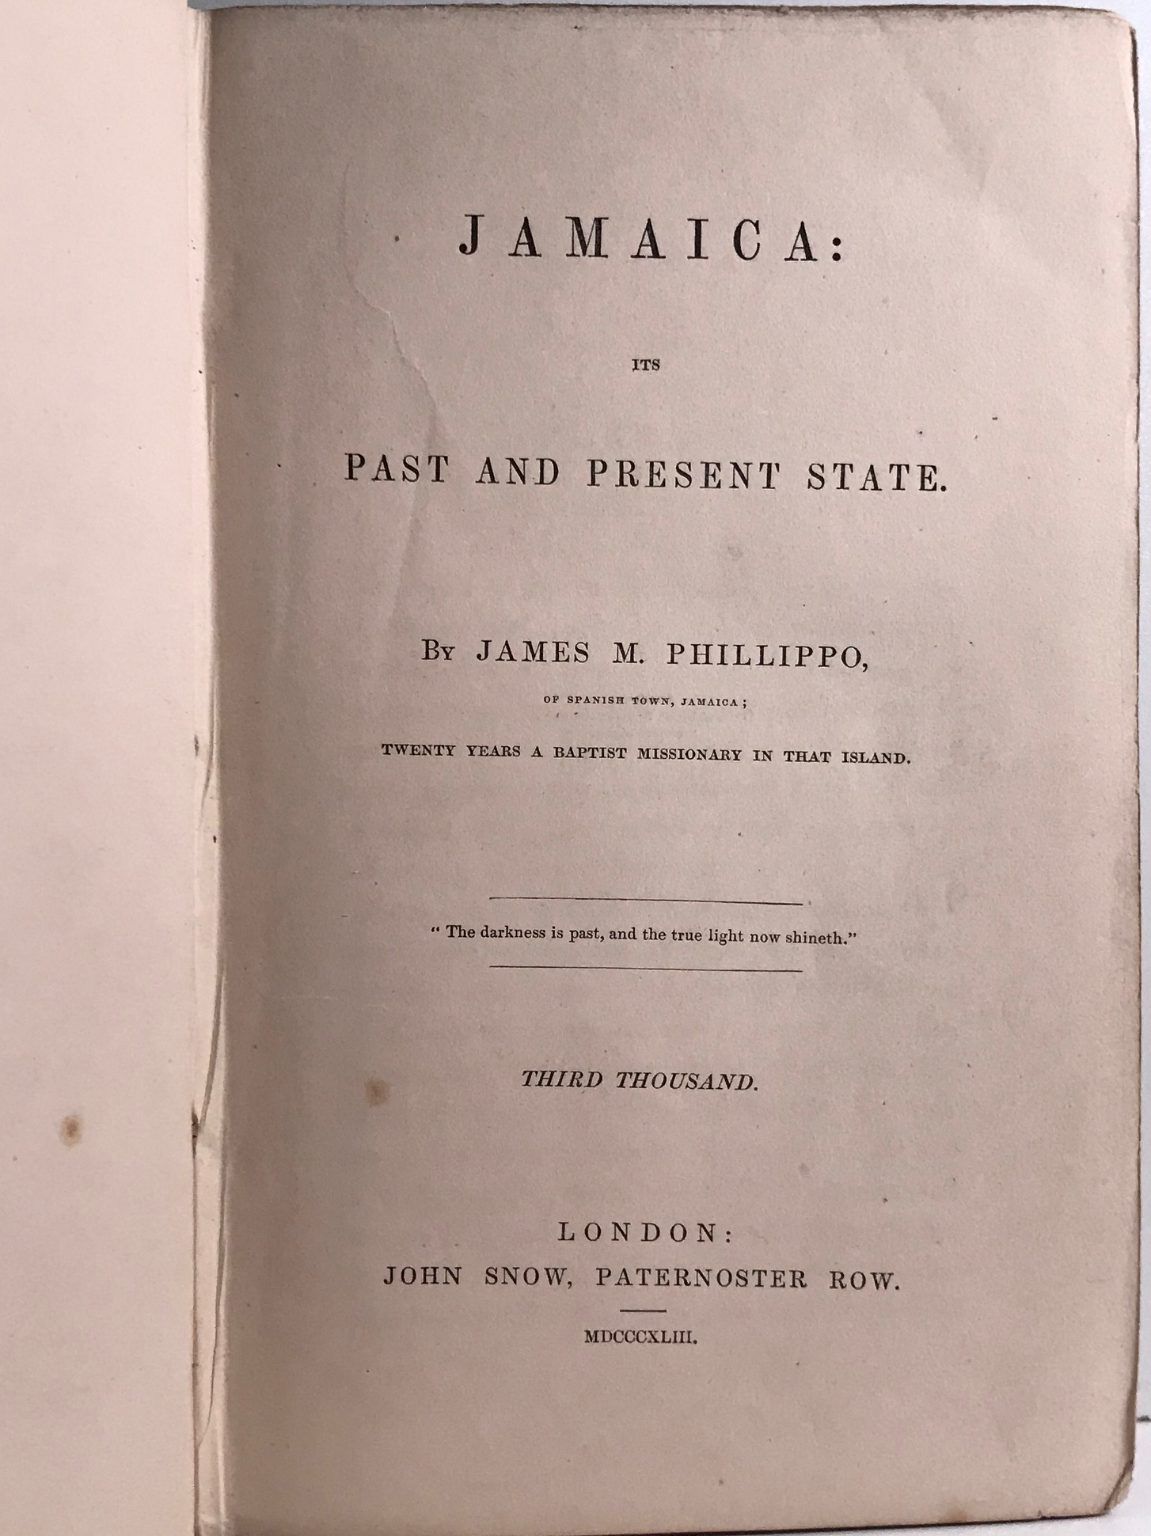 JAMAICA:
ITS
PAST AND PRESENT STATE.
By JAMES M. PHILLIPPO,
OF SPANISH TOWN, JAMAICA;
TWENTY YEARS A BAPTIST MISSIONARY IN THAT ISLAND.
“ The darkness is past, and the true light now shineth.”
THIRD THOUSAND.
LONDON:
JOHN SNOW, PATERNOSTER ROW.
MDCCCXLIII.